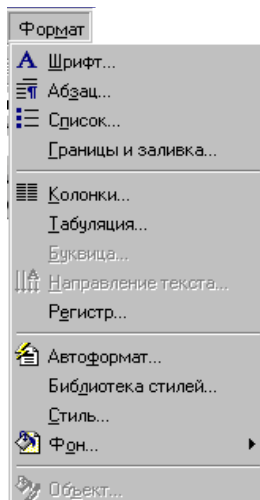 Формат
Шрифт...
Абзац...
Список...
Границы и заливка...
Колонки...
Табуляция...
Буквица...
Направление текста...
Регистр...
Автоформат...
Библиотека стилей...
Стиль...
Фон...
Объект...